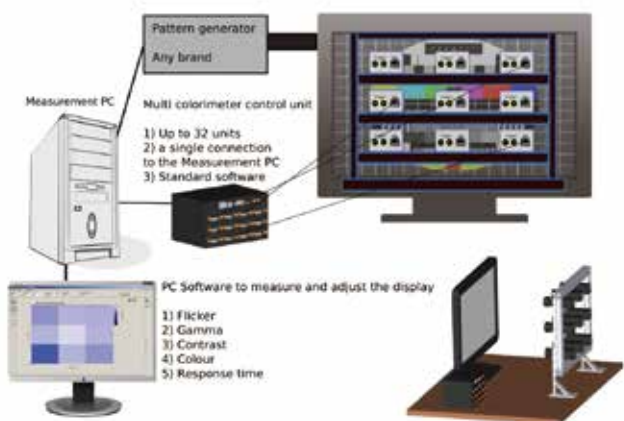 Pattern generator
Any brand
Measurement PC
Multi colorimeter control unit
1) Up to 32 units
2) a single connection
to the Measurement PC
3) Standard software
PC Software to measure and adjust the display
1) Flicker
2) Gamma
3) Contrast
4) Colour
5) Response time